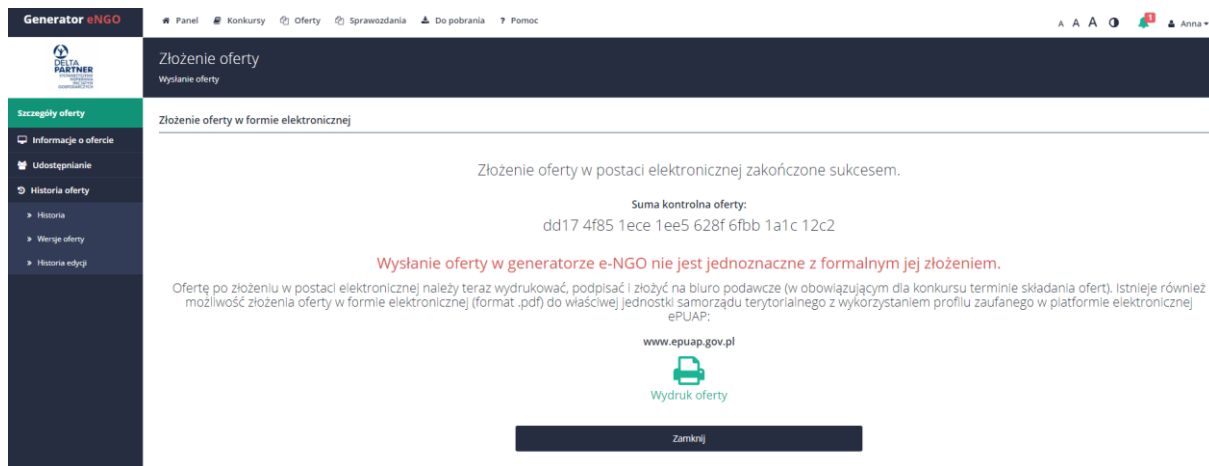 Generator eNGO
Panel Konkursy Oferty Sprawozdania Do pobrania ? Pomoc
A A A 1 Anna
DELTA
PARTNER
Złożenie oferty
Wysłanie oferty
Szczegóły oferty
Informacje o ofercie
Udostępnianie
Historia oferty
» Historia
» Wersje oferty
» Historia edycji
Złożenie oferty w formie elektronicznej
Złożenie oferty w postaci elektronicznej zakończone sukcesem.
Suma kontrolna oferty:
dd17 4f85 1ece 1ee5 628f 6fbb 1a1c 12c2
Wysłanie oferty w generatorze e-NGO nie jest jednoznaczne z formalnym jej złożeniem.
Ofertę po złożeniu w postaci elektronicznej należy teraz wydrukować, podpisać i złożyć na biuro podawcze (w obowiązującym dla konkursu terminie składania ofert). Istnieje również
możliwość złożenia oferty w formie elektronicznej (format .pdf) do właściwej jednostki samorządu terytorialnego z wykorzystaniem profilu zaufanego w platformie elektronicznej
ePUAP:
www.epuap.gov.pl
Wydruk oferty
Zamknij